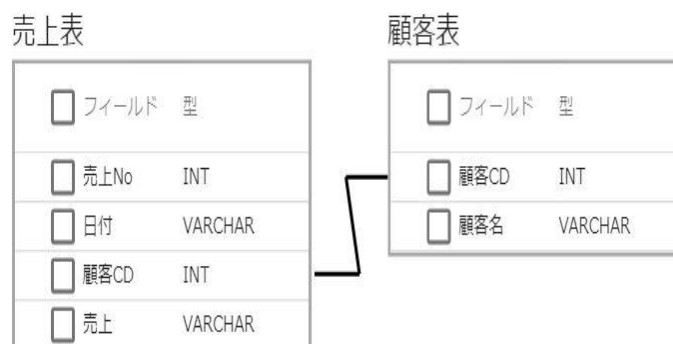 売上表
フィールド 型
売上No INT
日付 VARCHAR
顧客CD INT
売上 VARCHAR
顧客表
フィールド 型
顧客CD INT
顧客名 VARCHAR